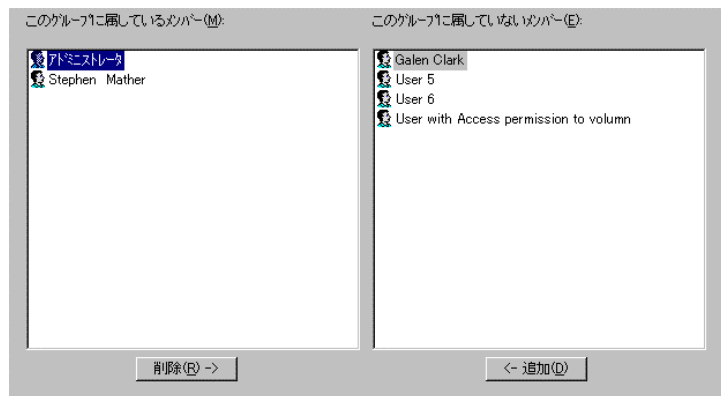 このグループに属しているメンバー(M):
このグループに属していないメンバー(E):
アドミニストレータ
Stephen Mather
Galen Clark
User 5
User 6
User with Access permission to volumn
削除(R) ->
<- 追加(D)